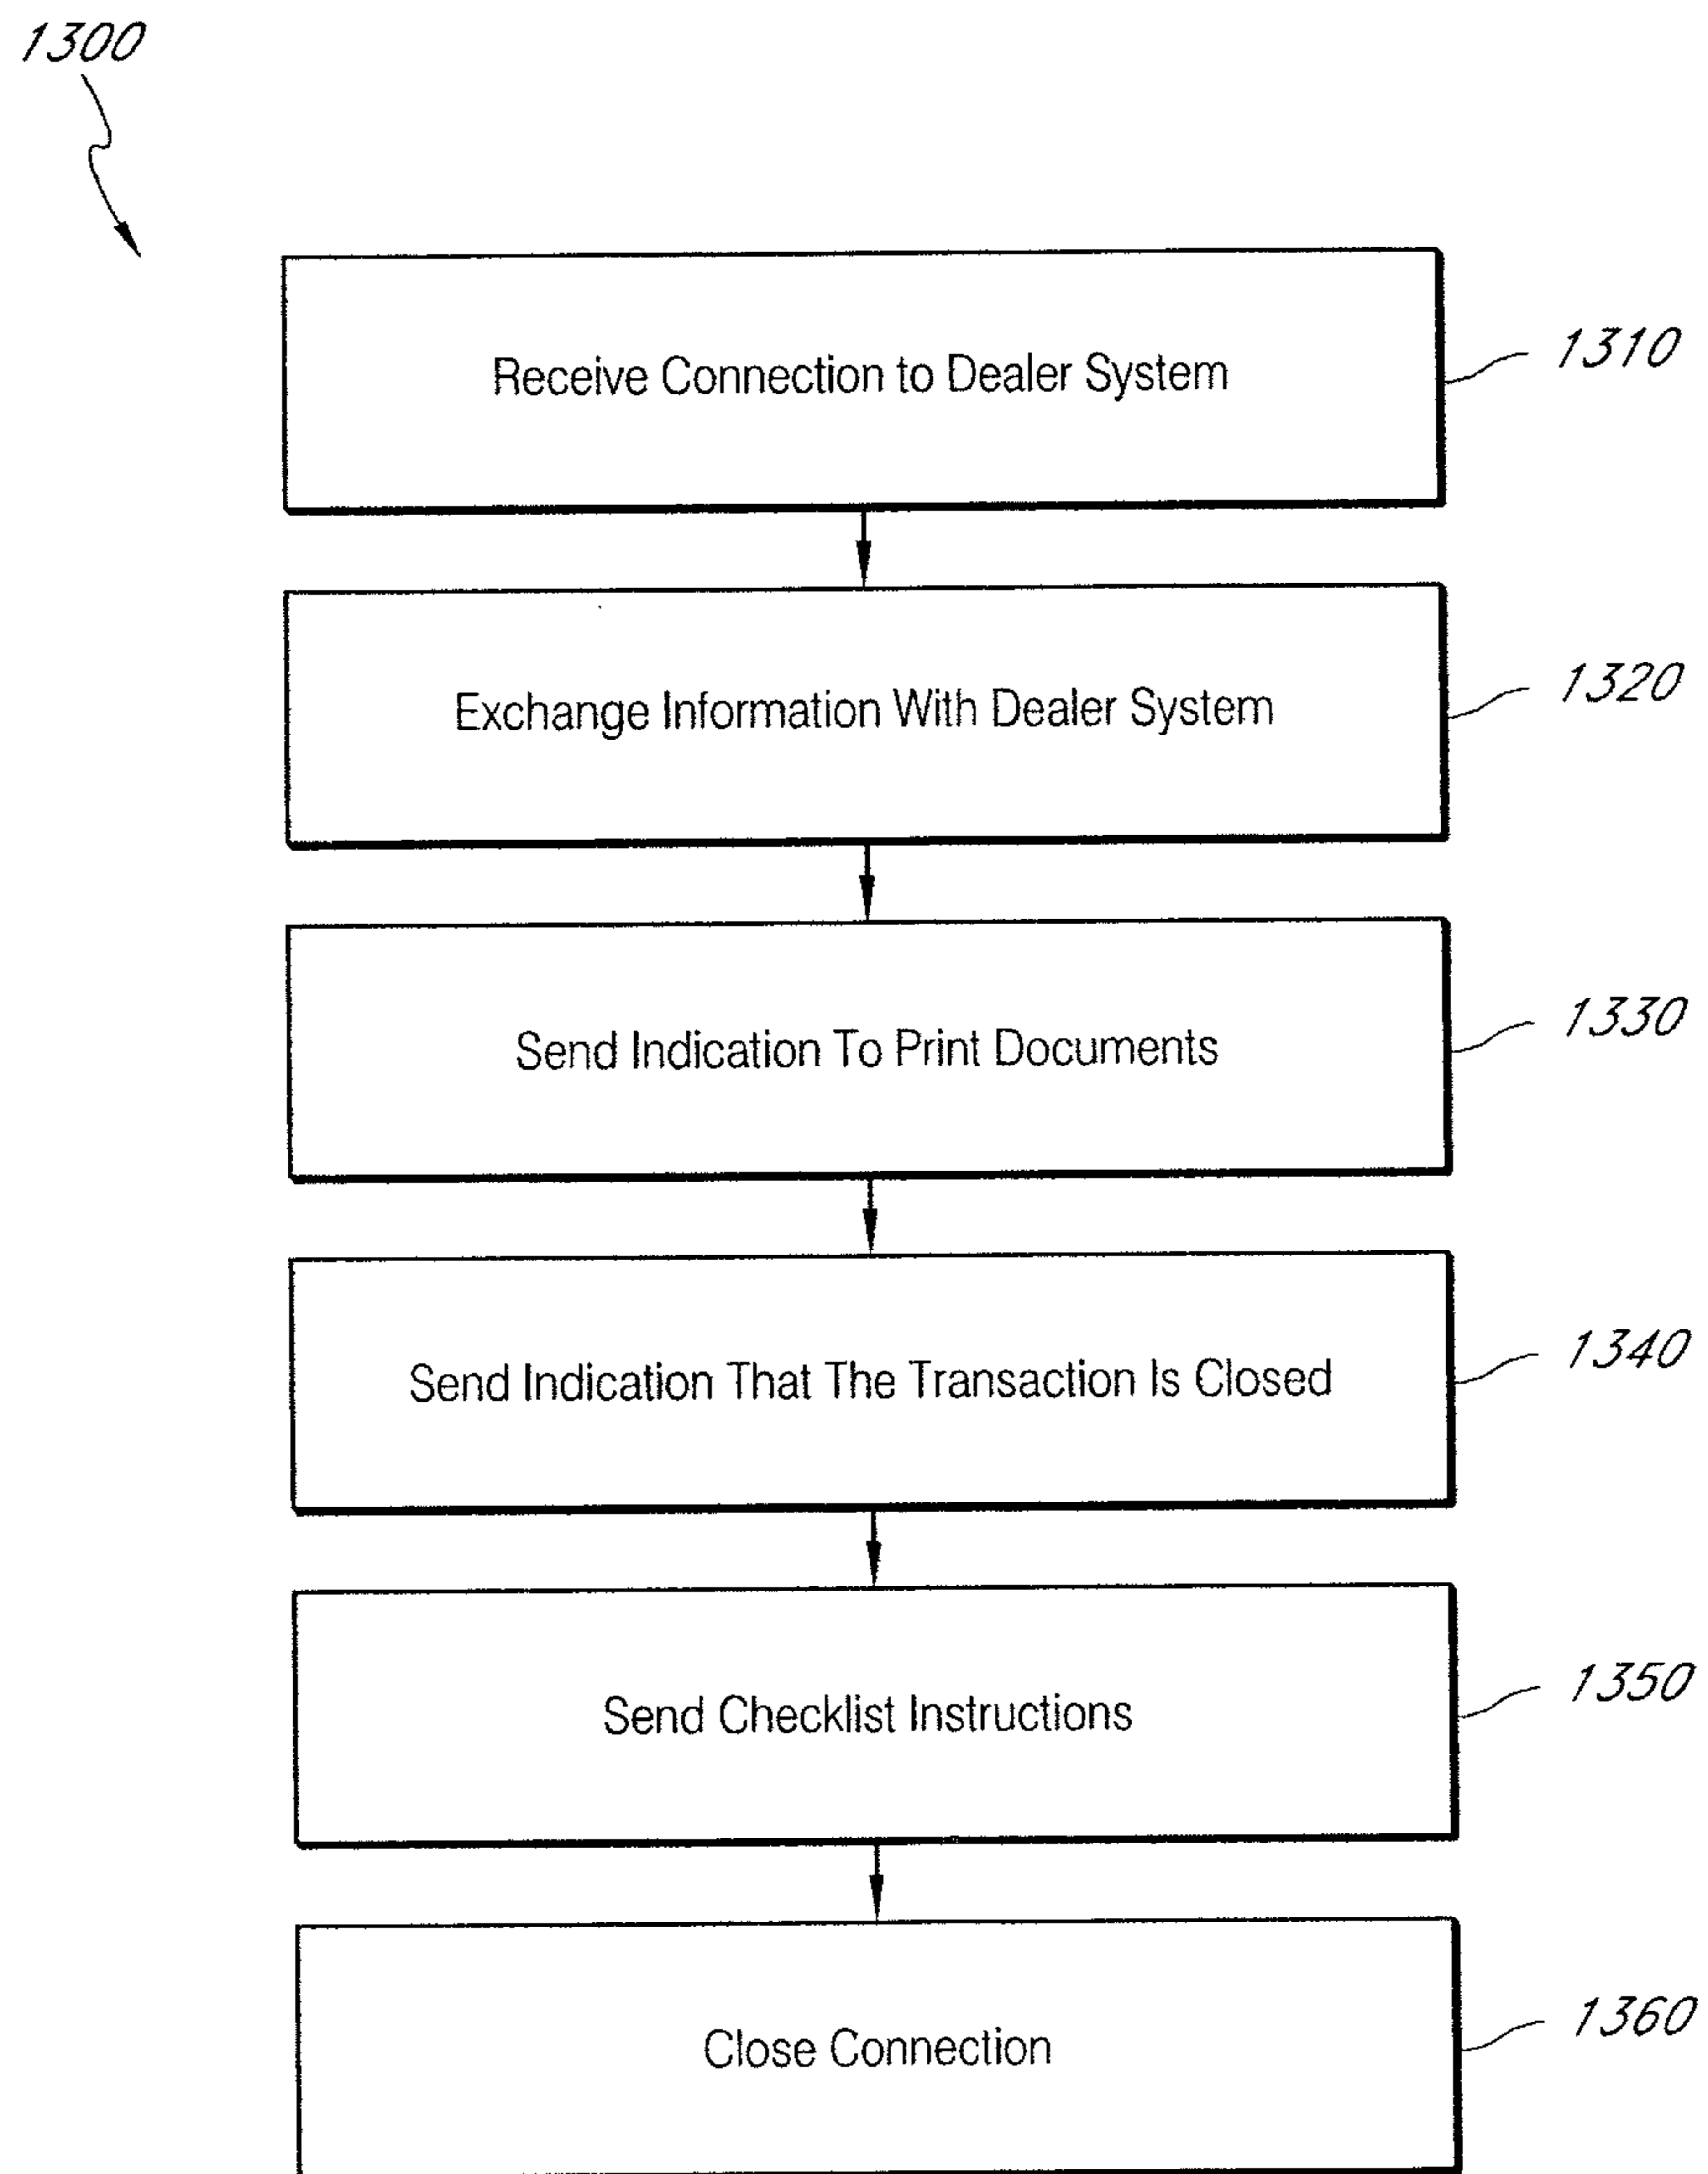 1300
Receive Connection to Dealer System
1310
Exchange Information With Dealer System
1320
Send Indication To Print Documents
1330
Send Indication That The Transaction Is Closed
1340
Send Checklist Instructions
1350
Close Connection
1360